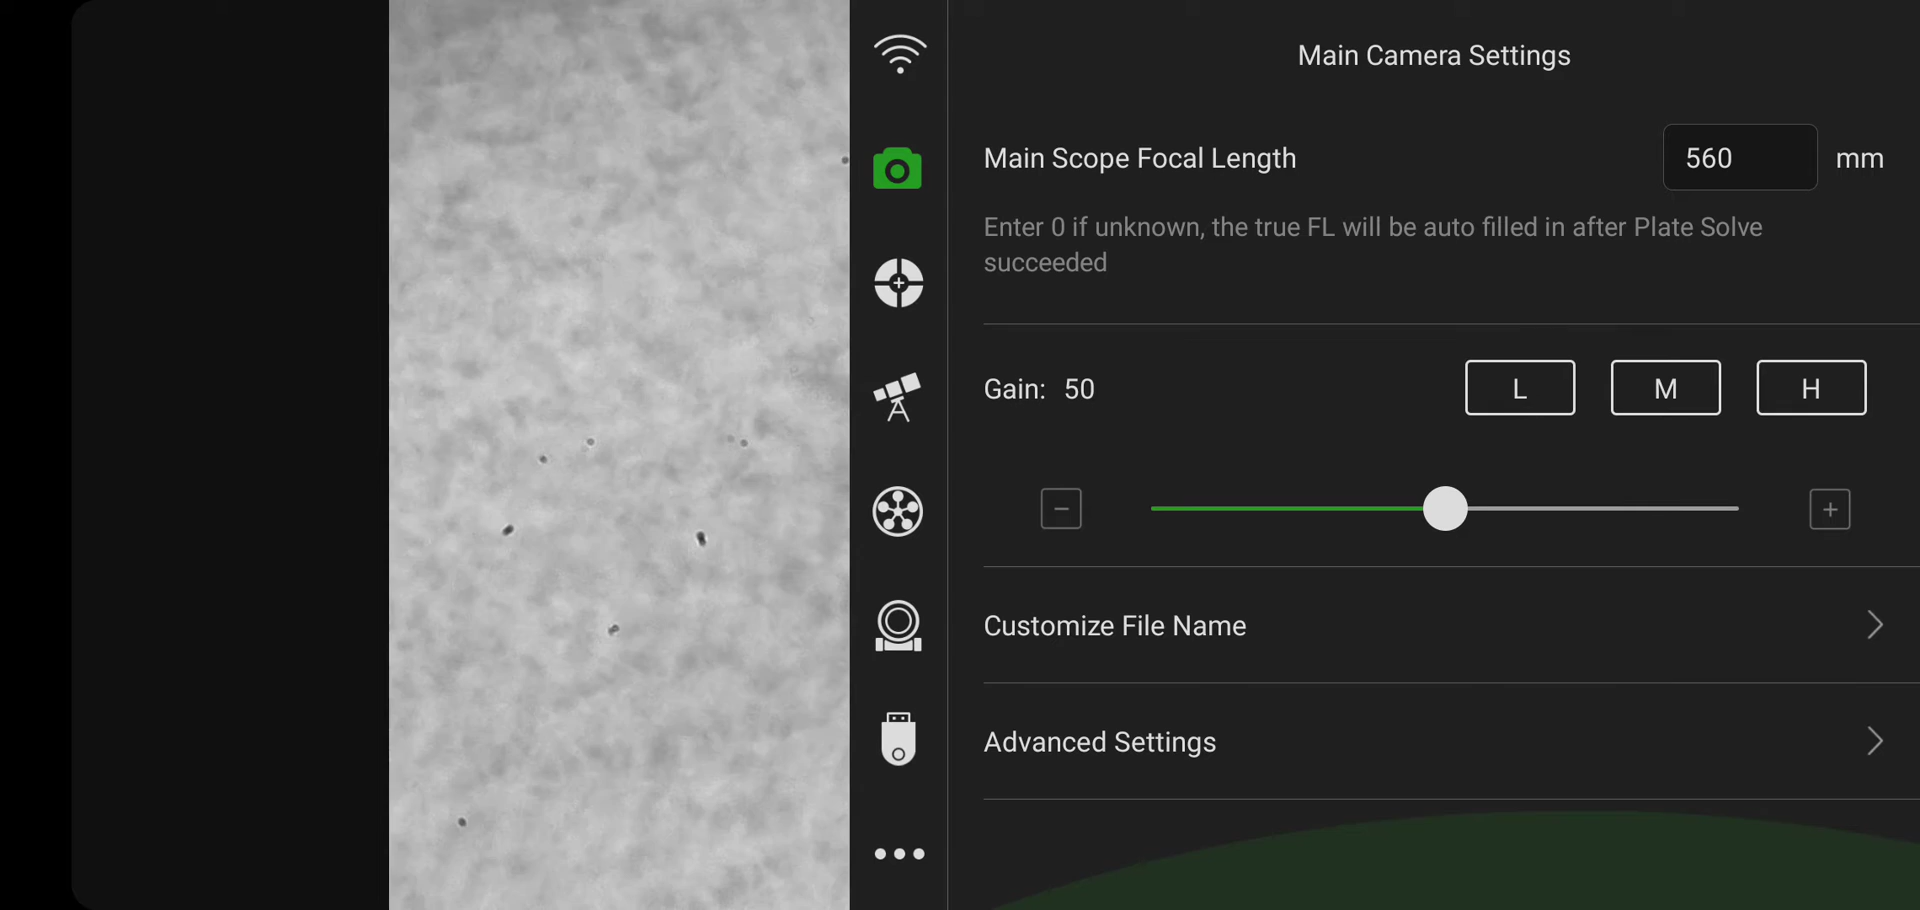 Main Camera Settings
Main Scope Focal Length 560 mm
Enter 0 if unknown, the true FL will be auto filled in after Plate Solve
succeeded
Gain: 50 L M H
Customize File Name
Advanced Settings